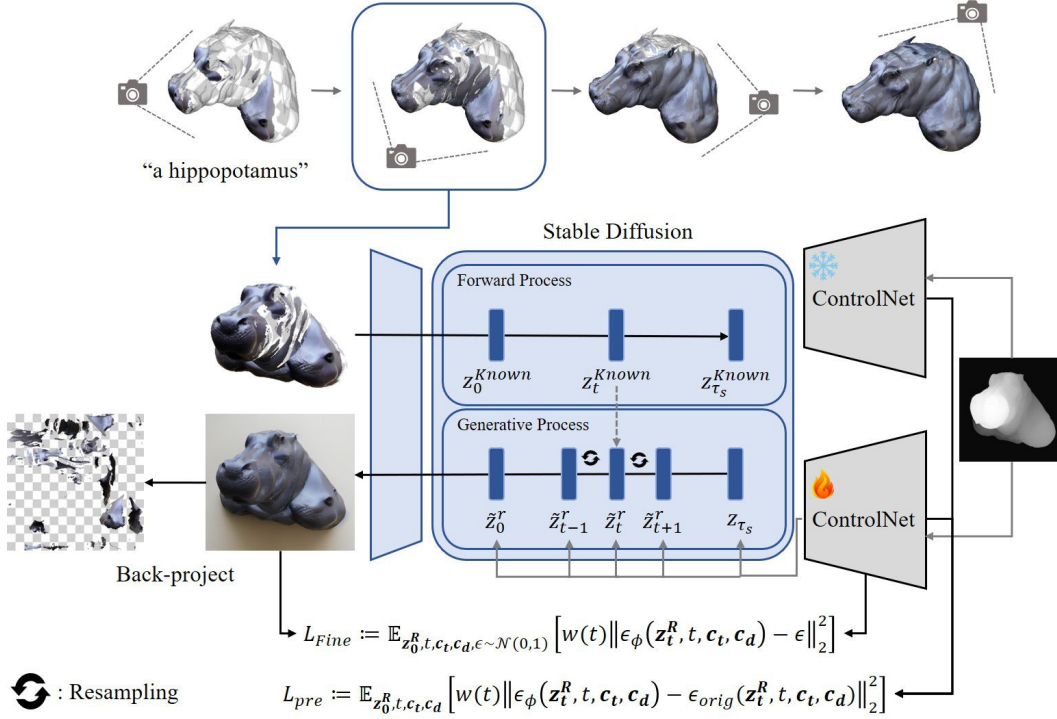 “a hippopotamus”
Stable Diffusion
Forward Process
ControlNet
z_0^{Known} z_t^{Known} z_{τ_s}^{Known}
Generative Process
ControlNet
z̃_0^r z̃_{t−1}^r z̃_t^r z̃_{t+1}^r z_{τ_s}
Back-project
L_{Fine} ≔ 𝔼_{z_0^R,t,c_t,c_d,ϵ∼𝒩(0,1)} [w(t)‖ϵ_ϕ(z_t^R, t, c_t, c_d) − ϵ‖_2^2]
: Resampling
L_{pre} ≔ 𝔼_{z_0^R,t,c_t,c_d} [w(t)‖ϵ_ϕ(z_t^R, t, c_t, c_d) − ϵ_{orig}(z_t^R, t, c_t, c_d)‖_2^2]